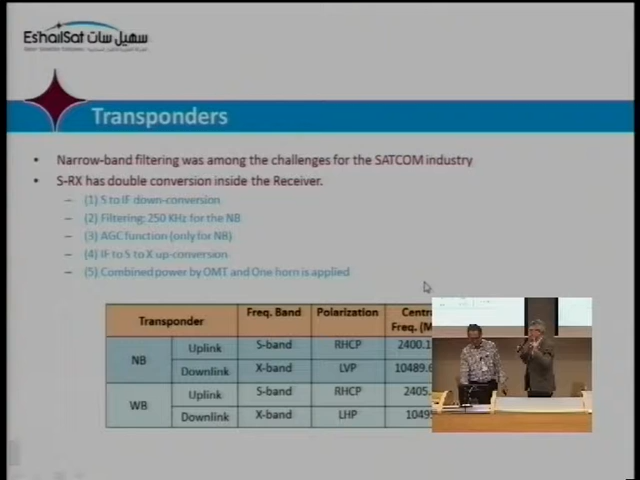 Es'hailSat سهيل سات
Transponders
• Narrow-band filtering was among the challenges for the SATCOM industry
• S-RX has double conversion inside the Receiver.
– (1) S to IF down-conversion
– (2) Filtering: 250 KHz for the NB
– (3) AGC function (only for NB)
– (4) IF to S to X up-conversion
– (5) Combined power by OMT and One horn is applied
Transponder Freq. Band Polarization Centr
Freq. (M
NB Uplink S-band RHCP 2400.1
Downlink X-band LVP 10489.
WB Uplink S-band RHCP 2405.
Downlink X-band LHP 1049